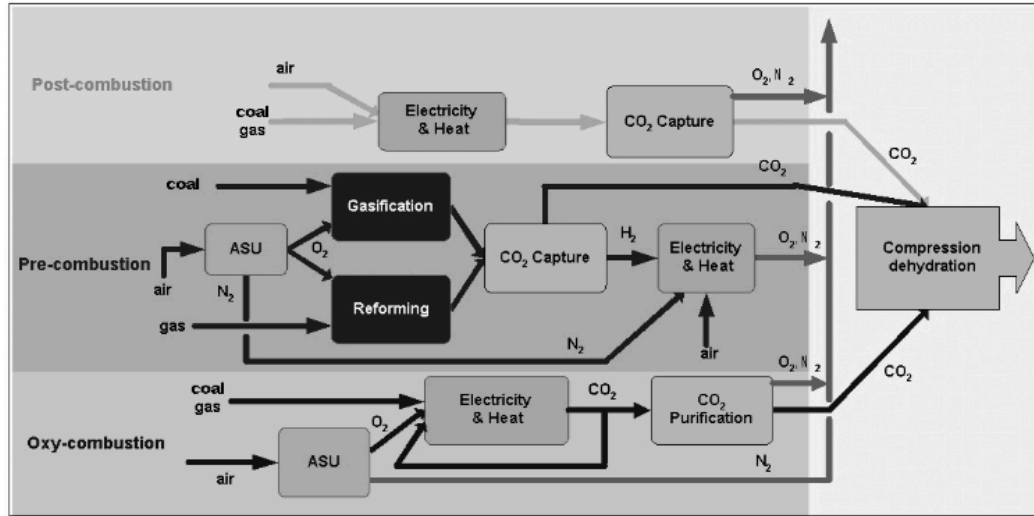 Post-combustion
air
coal
gas
Electricity
& Heat
CO₂ Capture
O₂, N₂
CO₂
Pre-combustion
coal
air
ASU
O₂
N₂
gas
Gasification
Reforming
CO₂ Capture
CO₂
H₂
Electricity
& Heat
N₂
air
O₂, N₂
Compression
dehydration
Oxy-combustion
coal
gas
O₂
air
ASU
Electricity
& Heat
CO₂
CO₂
Purification
O₂, N₂
N₂
CO₂